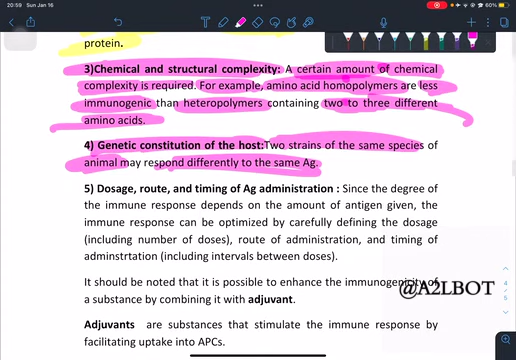 20:59 Sun Jan 16
60%
protein.
3)Chemical and structural complexity: A certain amount of chemical
complexity is required. For example, amino acid homopolymers are less
immunogenic than heteropolymers containing two to three different
amino acids.
4) Genetic constitution of the host: Two strains of the same species of
animal may respond differently to the same Ag.
5) Dosage, route, and timing of Ag administration : Since the degree of
the immune response depends on the amount of antigen given, the
immune response can be optimized by carefully defining the dosage
(including number of doses), route of administration, and timing of
adminstrtation (including intervals between doses).
It should be noted that it is possible to enhance the immunogenicity of
a substance by combining it with adjuvant.
@A2LBOT
Adjuvants are substances that stimulate the immune response by
facilitating uptake into APCs.
4
5